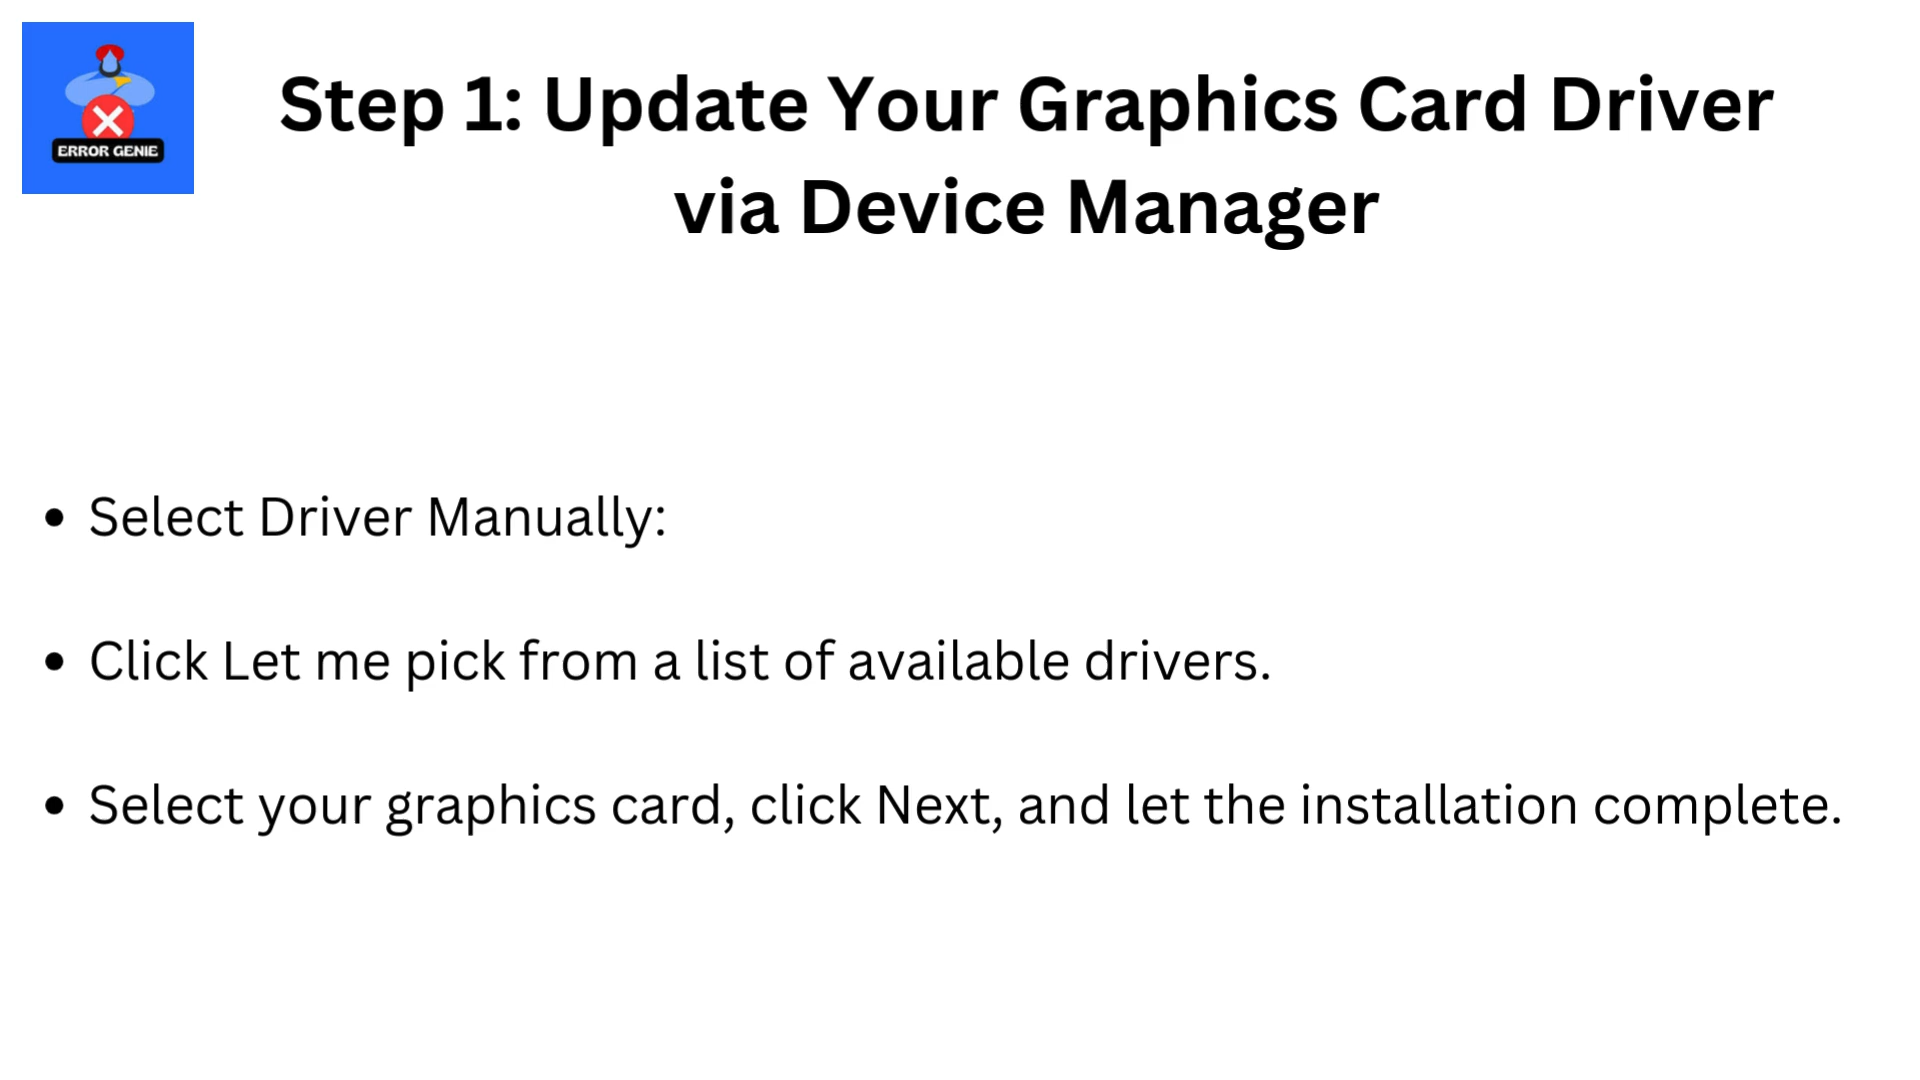 ERROR GENIE
Step 1: Update Your Graphics Card Driver
via Device Manager
• Select Driver Manually:
• Click Let me pick from a list of available drivers.
• Select your graphics card, click Next, and let the installation complete.